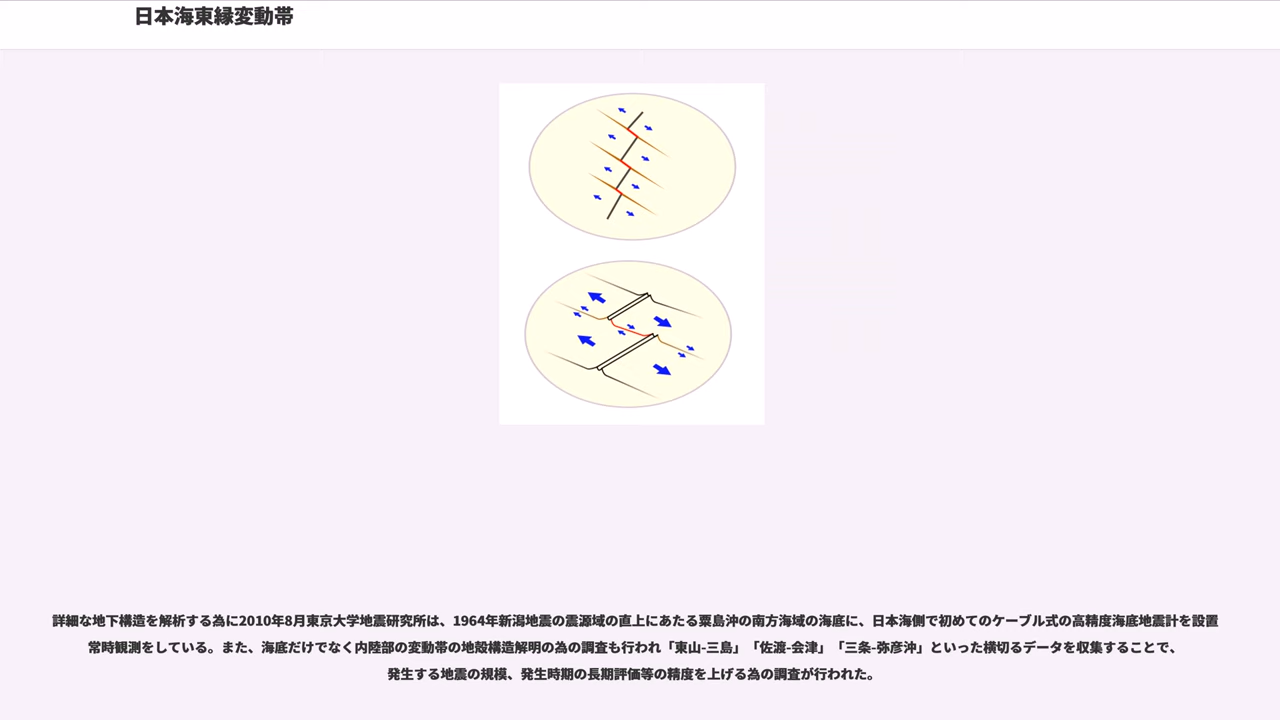 日本海東縁変動帯
詳細な地下構造を解析する為に2010年8月東京大学地震研究所は、1964年新潟地震の震源域の直上にあたる粟島沖の南方海域の海底に、日本海側で初めてのケーブル式の高精度海底地震計を設置
常時観測をしている。また、海底だけでなく内陸部の変動帯の地殻構造解明の為の調査も行われ「東山-三島」「佐渡-会津」「三条-弥彦沖」といった横切るデータを収集することで、
発生する地震の規模、発生時期の長期評価等の精度を上げる為の調査が行われた。